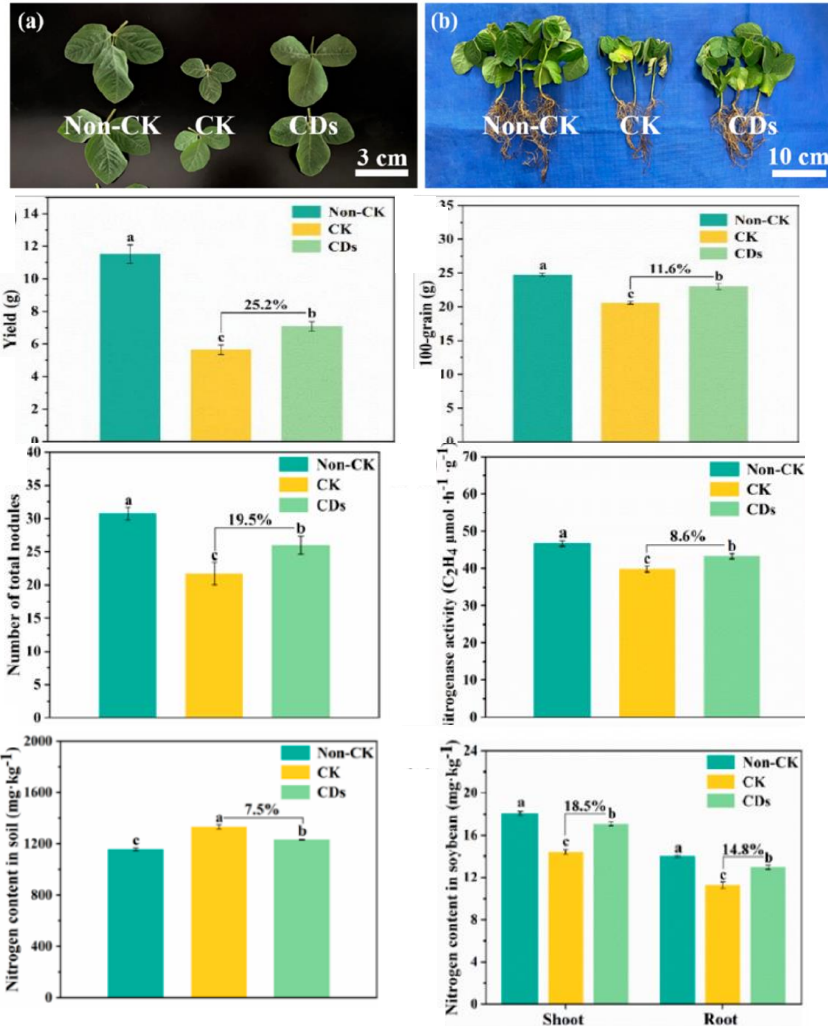 (a)
Non-CK CK CDs
3 cm
(b)
Non-CK CK CDs
10 cm
Yield (g)
14
12
10
8
6
4
2
0
Non-CK
CK
CDs
a
c
25.2%
b
100-grain (g)
35
30
25
20
15
10
5
0
Non-CK
CK
CDs
a
c
11.6%
b
Number of total nodules
40
35
30
25
20
15
10
5
0
Non-CK
CK
CDs
a
c
19.5%
b
itrogenase activity (C₂H₄ μmol ·h⁻¹ ·g⁻¹)
70
60
50
40
30
20
10
0
Non-CK
CK
CDs
a
c
8.6%
b
Nitrogen content in soil (mg·kg⁻¹)
2000
1600
1200
800
400
0
Non-CK
CK
CDs
c
a
7.5%
b
Nitrogen content in soybean (mg·kg⁻¹)
24
20
16
12
8
4
0
Non-CK
CK
CDs
a
c
18.5%
b
a
c
14.8%
b
Shoot Root